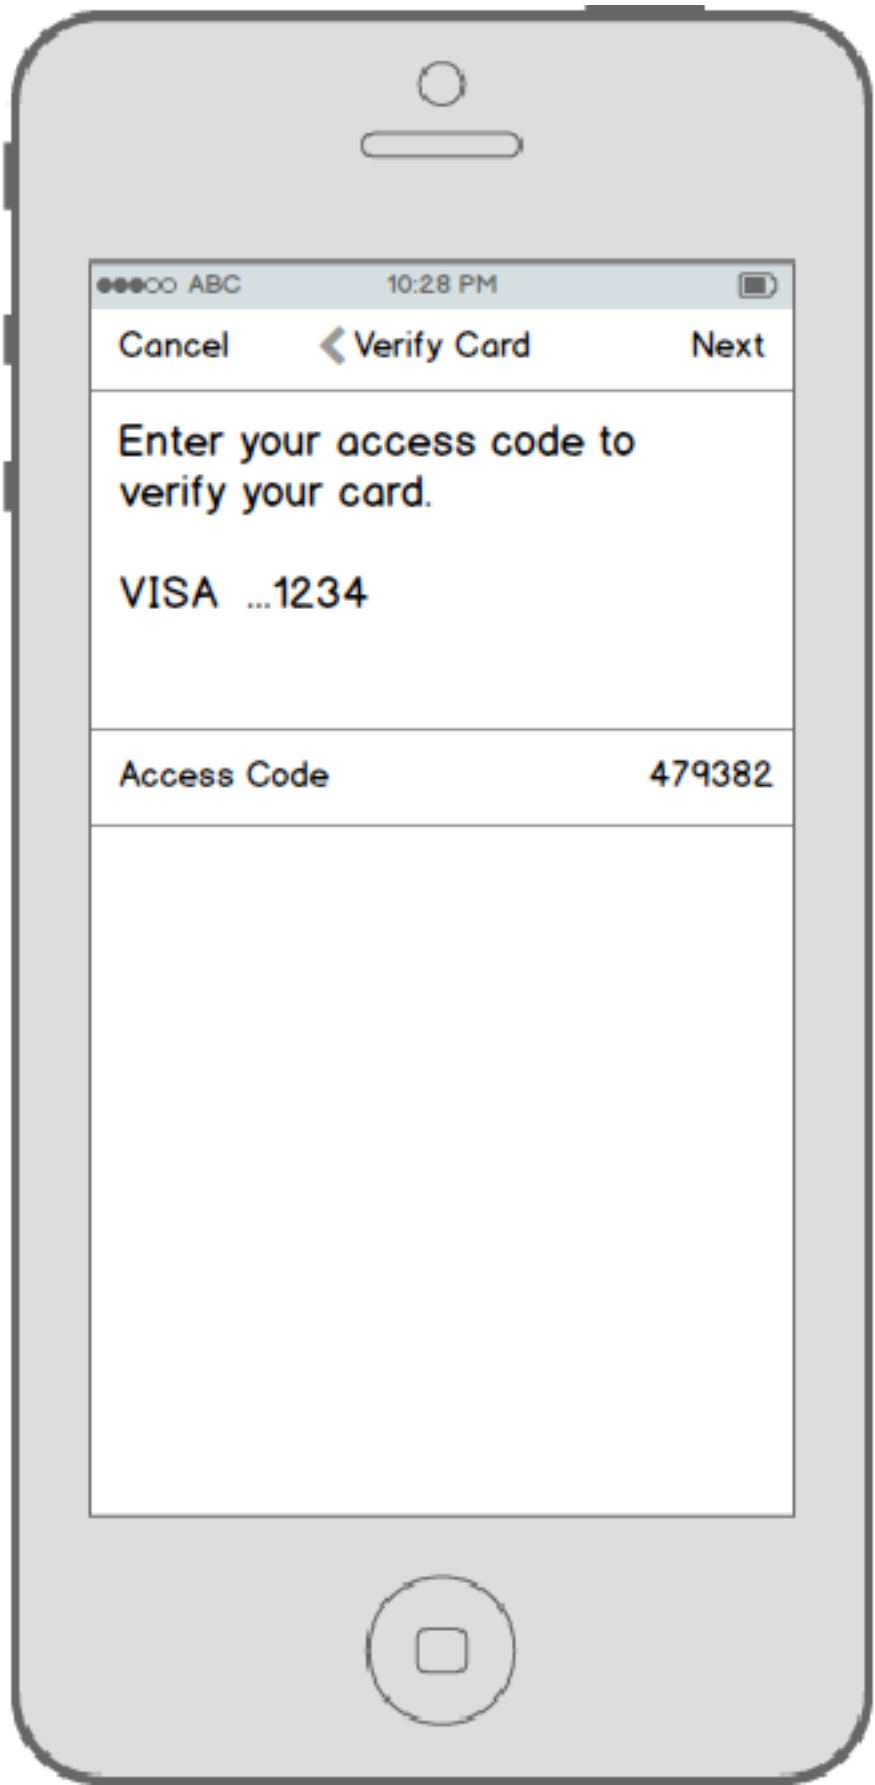 ABC 10:28 PM
Cancel Verify Card Next
Enter your access code to
verify your card.
VISA ...1234
Access Code 479382